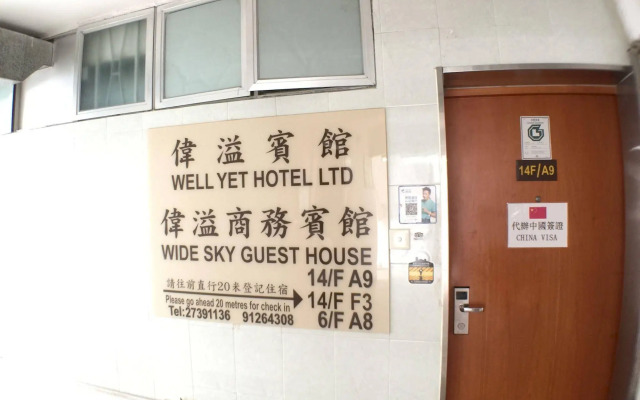 偉溢賓館
WELL YET HOTEL LTD
偉溢商務賓館
WIDE SKY GUEST HOUSE
14/F A9
請往前直行20米登記住宿
14/F F3
Please go ahead 20 metres for check in
6/F A8
Tel:27391136 91264308
14F/A9
代辦中國簽證
CHINA VISA